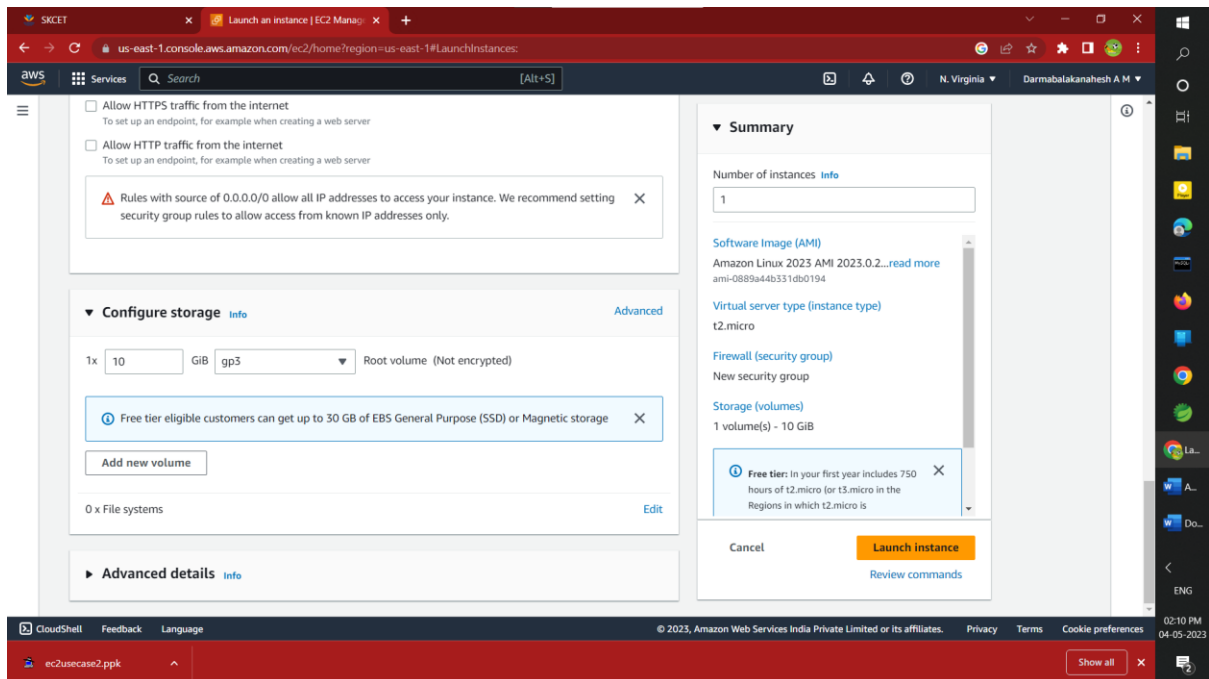 SKCET
Launch an instance | EC2 Manag
us-east-1.console.aws.amazon.com/ec2/home?region=us-east-1#LaunchInstances:
aws
Services
Search
[Alt+S]
N. Virginia
Darmabalakanahesh A M
Allow HTTPS traffic from the internet
To set up an endpoint, for example when creating a web server
Allow HTTP traffic from the internet
To set up an endpoint, for example when creating a web server
Rules with source of 0.0.0.0/0 allow all IP addresses to access your instance. We recommend setting
security group rules to allow access from known IP addresses only.
Configure storage Info
Advanced
1x 10 GiB gp3 Root volume (Not encrypted)
Free tier eligible customers can get up to 30 GB of EBS General Purpose (SSD) or Magnetic storage
Add new volume
0 x File systems
Edit
Advanced details Info
Summary
Number of instances Info
1
Software Image (AMI)
Amazon Linux 2023 AMI 2023.0.2...read more
ami-0889a44b331db0194
Virtual server type (instance type)
t2.micro
Firewall (security group)
New security group
Storage (volumes)
1 volume(s) - 10 GiB
Free tier: In your first year includes 750
hours of t2.micro (or t3.micro in the
Regions in which t2.micro is
Cancel
Launch instance
Review commands
CloudShell
Feedback
Language
© 2023, Amazon Web Services India Private Limited or its affiliates.
Privacy
Terms
Cookie preferences
ec2usecase2.ppk
Show all
La...
A...
Do...
ENG
02:10 PM
04-05-2023
2